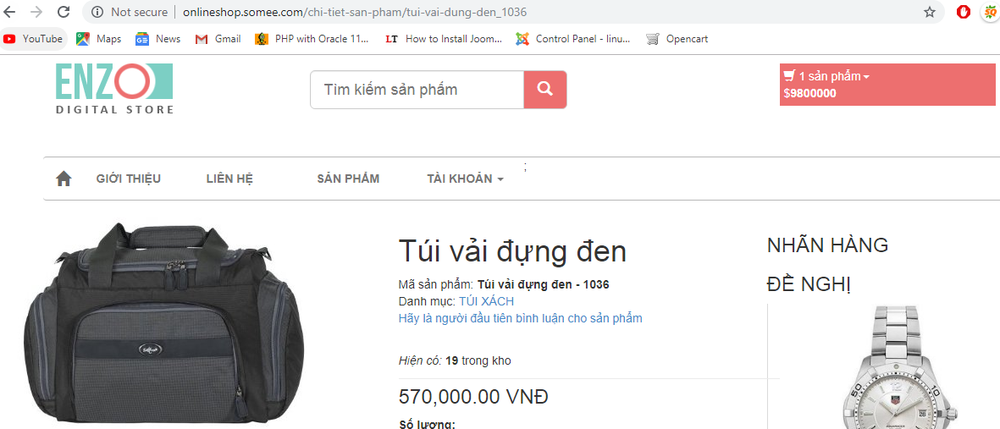 Not secure | onlineshop.somee.com/chi-tiet-san-pham/tui-vai-dung-den_1036
YouTube Maps News Gmail PHP with Oracle 11... LT How to Install Joom... Control Panel - linu... Opencart
ENZO
DIGITAL STORE
Tìm kiếm sản phẩm
1 sản phẩm
$9800000
GIỚI THIỆU LIÊN HỆ SẢN PHẨM TÀI KHOẢN ;
Túi vải đựng đen
Mã sản phẩm: Túi vải đựng đen - 1036
Danh mục: TÚI XÁCH
Hãy là người đầu tiên bình luận cho sản phẩm
Hiện có: 19 trong kho
570,000.00 VNĐ
Số lượng:
NHÃN HÀNG
ĐỀ NGHỊ